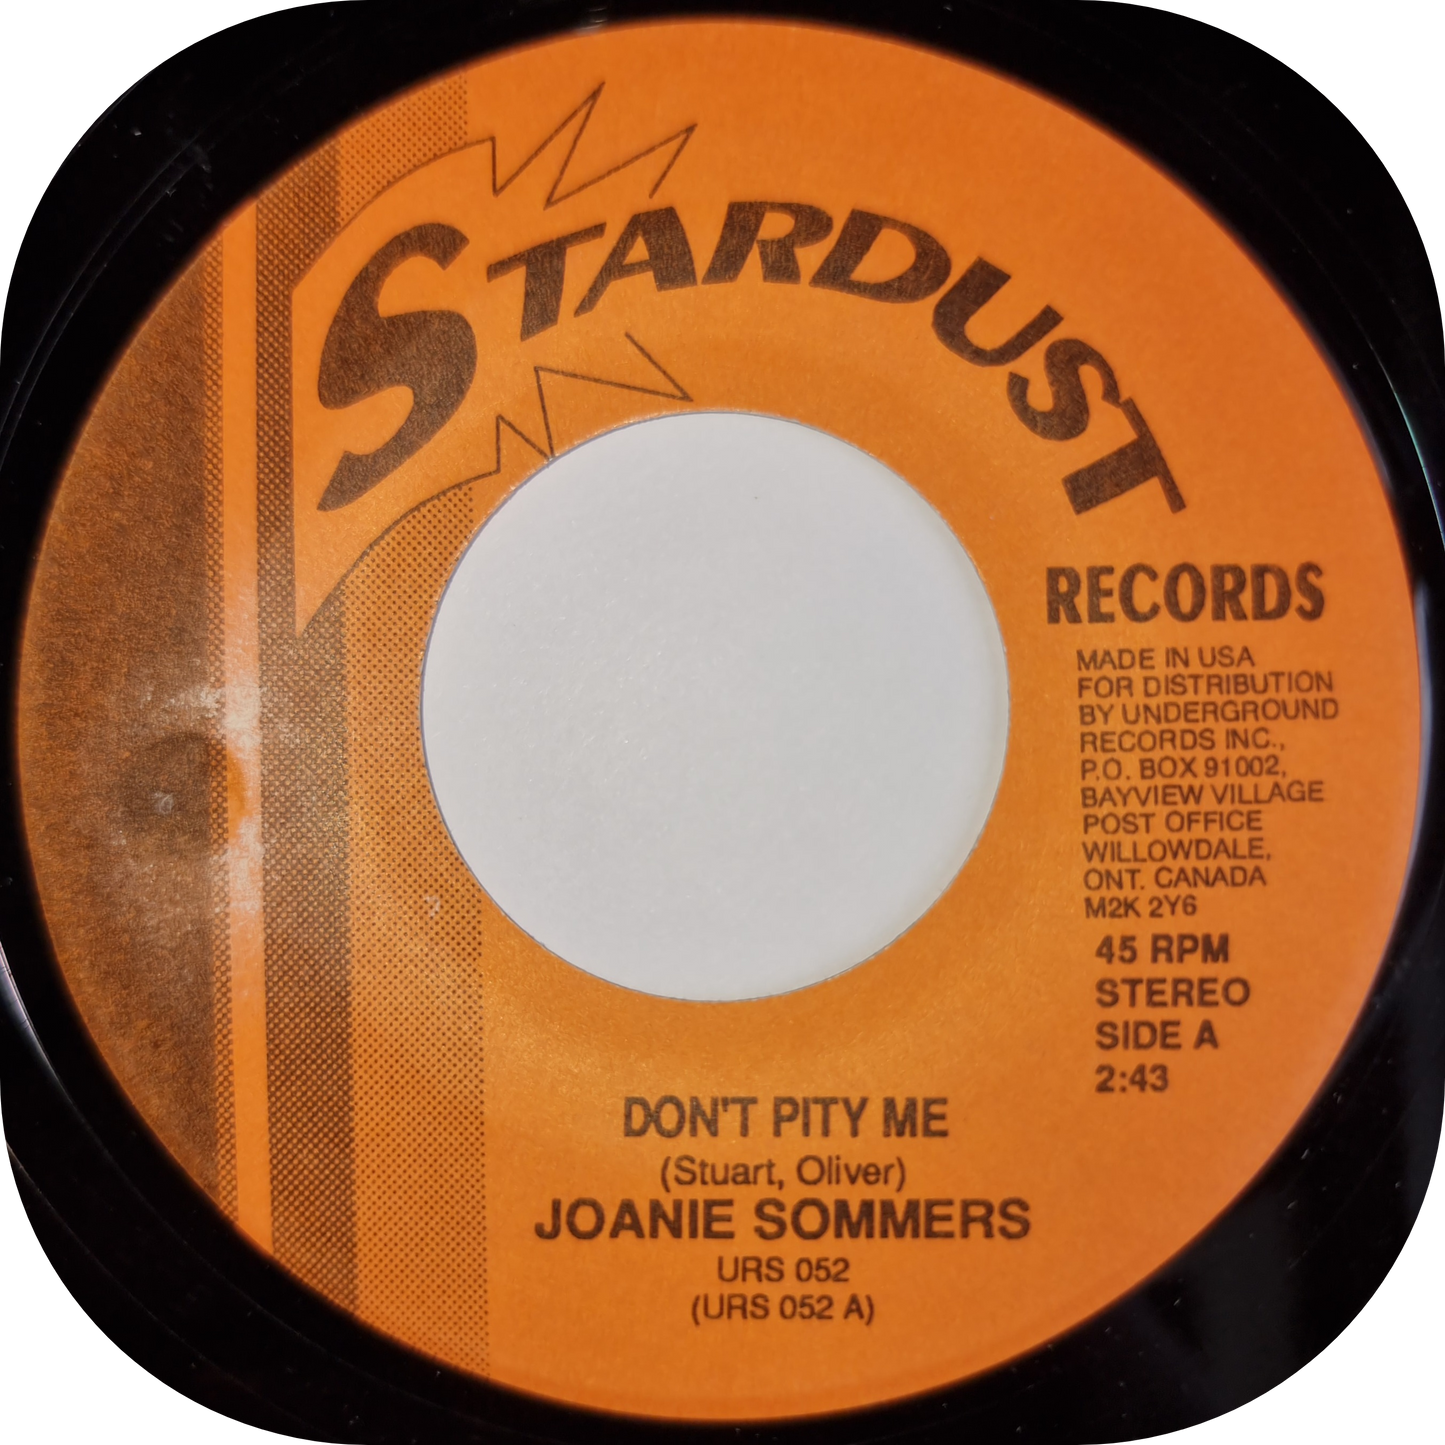 STARDUST
RECORDS
MADE IN USA
FOR DISTRIBUTION
BY UNDERGROUND
RECORDS INC.,
P.O. BOX 91002,
BAYVIEW VILLAGE
POST OFFICE
WILLOWDALE,
ONT. CANADA
M2K 2Y6
45 RPM
STEREO
SIDE A
2:43
DON'T PITY ME
(Stuart, Oliver)
JOANIE SOMMERS
URS 052
(URS 052 A)